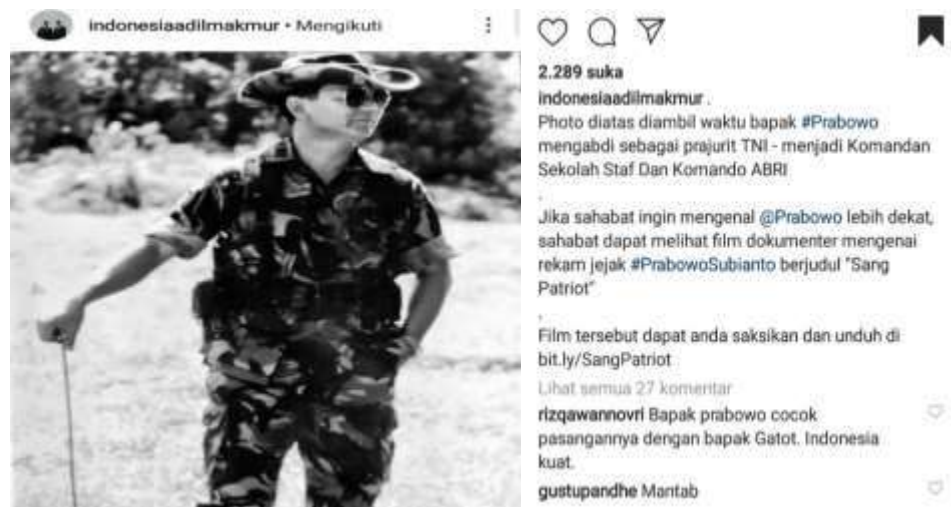 indonesiaadilmakmur • Mengikuti
2.289 suka
indonesiaadilmakmur .
Photo diatas diambil waktu bapak #Prabowo
mengabdi sebagai prajurit TNI - menjadi Komandan
Sekolah Staf Dan Komando ABRI
.
Jika sahabat ingin mengenal @Prabowo lebih dekat,
sahabat dapat melihat film dokumenter mengenai
rekam jejak #PrabowoSubianto berjudul "Sang
Patriot"
.
Film tersebut dapat anda saksikan dan unduh di
bit.ly/SangPatriot
Lihat semua 27 komentar
rizqawannovri Bapak prabowo cocok
pasangannya dengan bapak Gatot. Indonesia
kuat.
gustupandhe Mantab